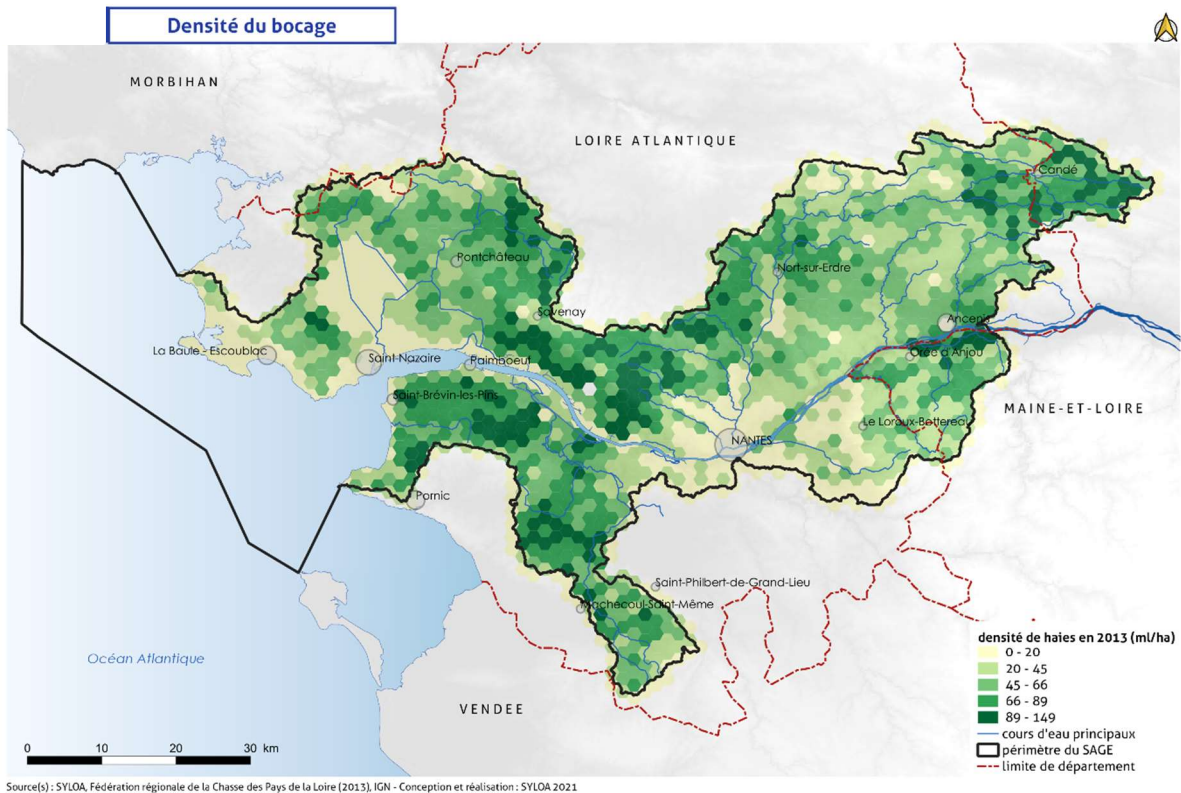 Densité du bocage
MORBIHAN
LOIRE ATLANTIQUE
Candé
Pontchâteau
Nort-sur-Erdre
Savenay
Ancenis
La Baule - Escoublac
Saint-Nazaire
Paimboeuf
Orée d'Anjou
Saint-Brévin-les-Pins
MAINE-ET-LOIRE
Le Loroux-Bottereau
NANTES
Pornic
Saint-Philbert-de-Grand-Lieu
Machecoul-Saint-Même
Océan Atlantique
VENDEE
densité de haies en 2013 (ml/ha)
0 - 20
20 - 45
45 - 66
66 - 89
89 - 149
cours d'eau principaux
périmètre du SAGE
limite de département
0 10 20 30 km
Source(s) : SYLOA, Fédération régionale de la Chasse des Pays de la Loire (2013), IGN - Conception et réalisation : SYLOA 2021